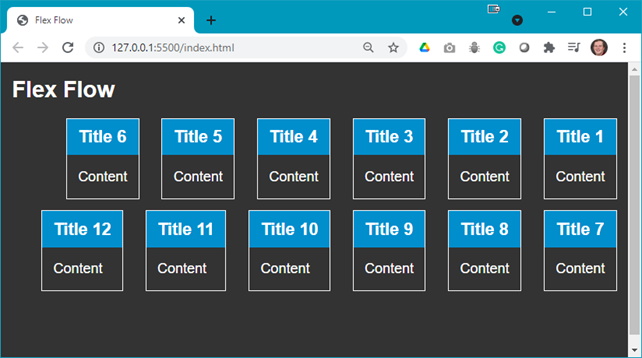 Flex Flow
127.0.0.1:5500/index.html
Flex Flow
Title 6 Title 5 Title 4 Title 3 Title 2 Title 1
Content Content Content Content Content Content
Title 12 Title 11 Title 10 Title 9 Title 8 Title 7
Content Content Content Content Content Content